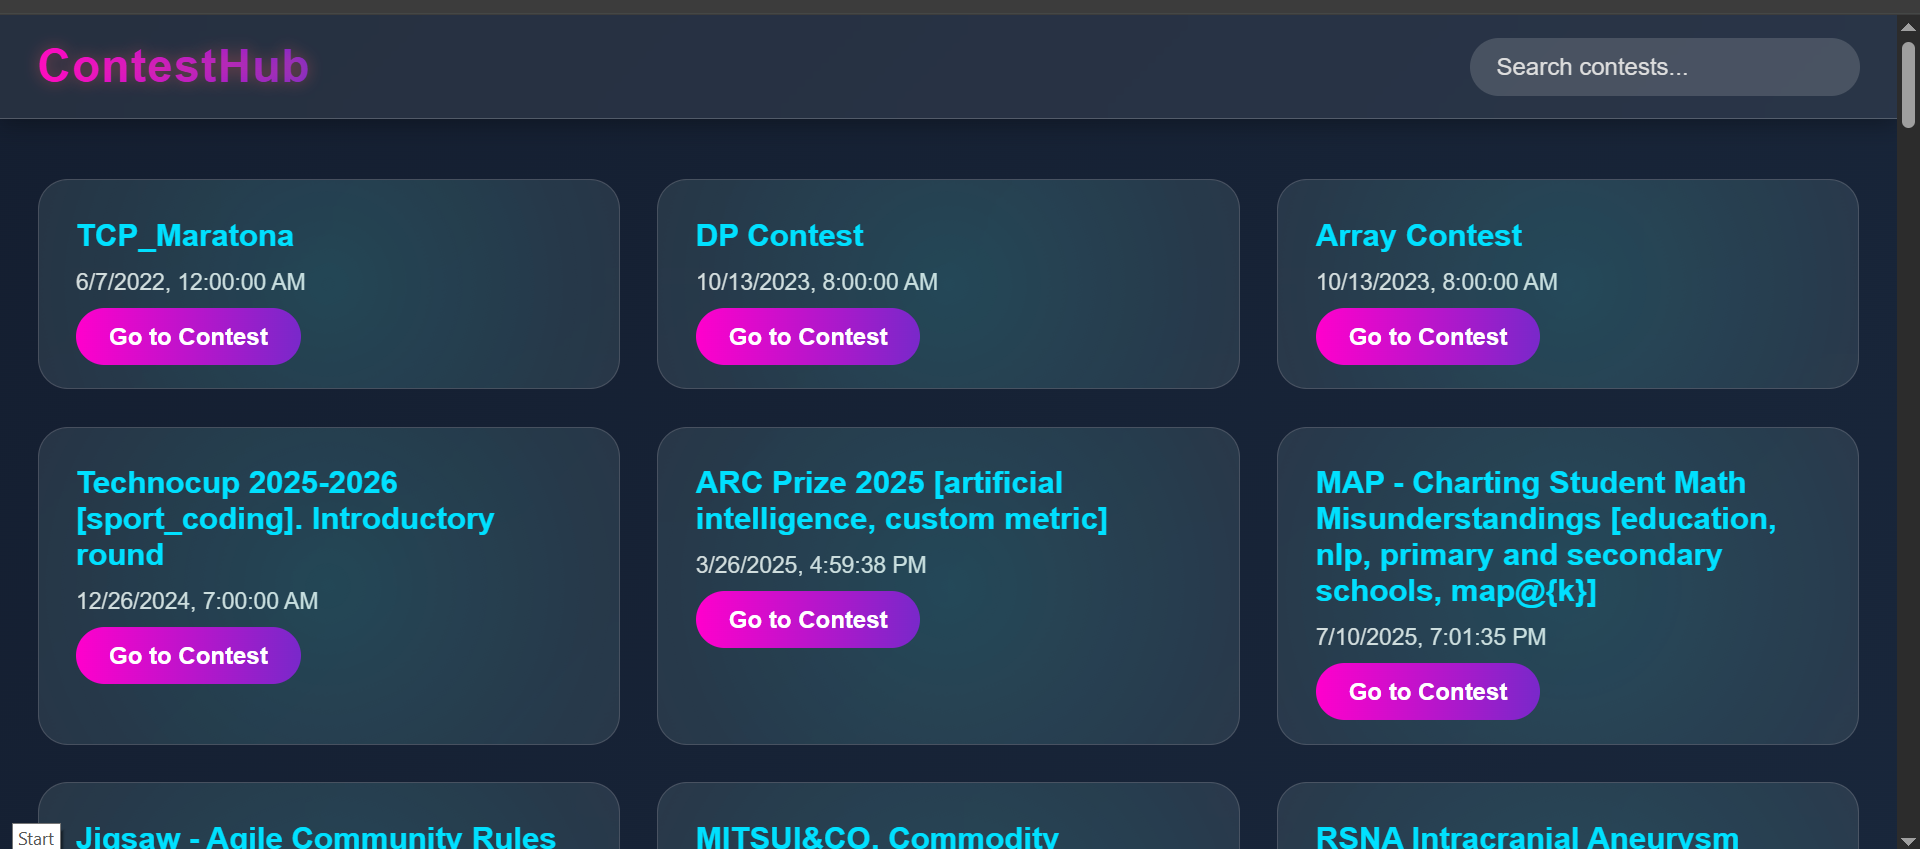 ContestHub
Search contests...
TCP_Maratona
6/7/2022, 12:00:00 AM
Go to Contest
DP Contest
10/13/2023, 8:00:00 AM
Go to Contest
Array Contest
10/13/2023, 8:00:00 AM
Go to Contest
Technocup 2025-2026
[sport_coding]. Introductory
round
12/26/2024, 7:00:00 AM
Go to Contest
ARC Prize 2025 [artificial
intelligence, custom metric]
3/26/2025, 4:59:38 PM
Go to Contest
MAP - Charting Student Math
Misunderstandings [education,
nlp, primary and secondary
schools, map@{k}]
7/10/2025, 7:01:35 PM
Go to Contest
Jigsaw - Agile Community Rules
MITSUI&CO. Commodity
RSNA Intracranial Aneurysm
Start